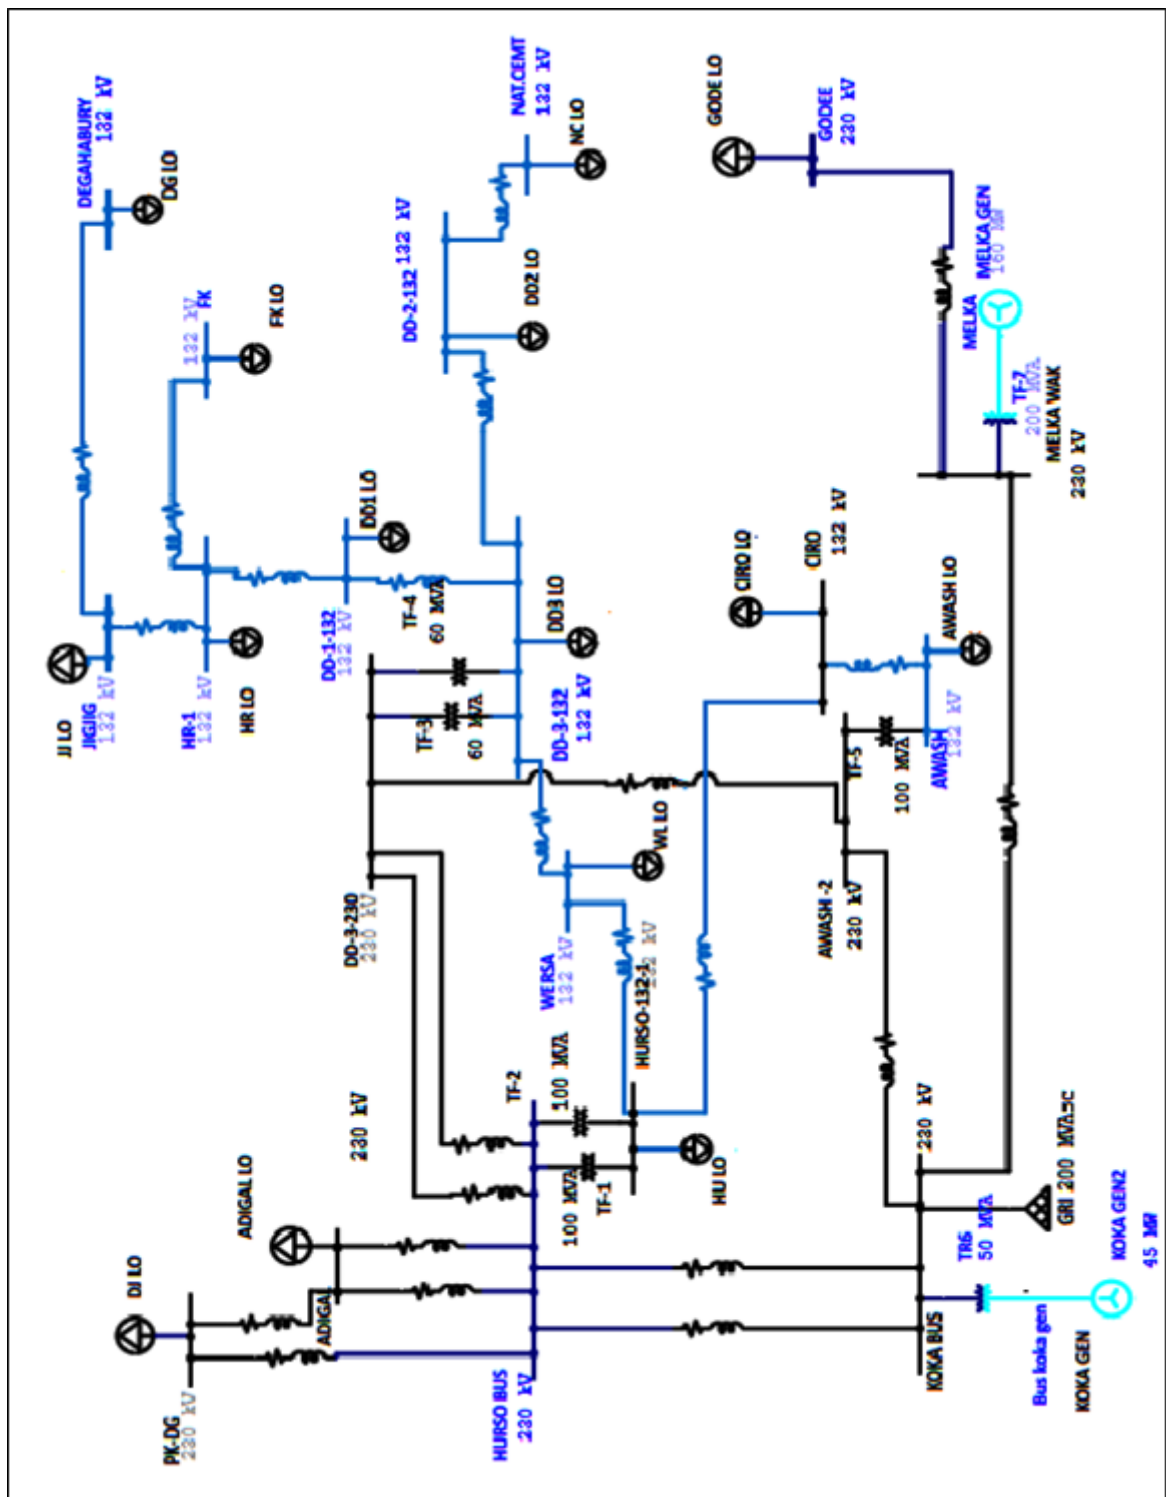 DEGAHABURY
132 kV
DG LO
132 kV
FK
FK LO
JJ LO
JIGJIG
132 kV
HR-1
132 kV
HR LO
NAT.CEMT
132 kV
NC LO
DD-2-132
132 kV
DD2 LO
GODE LO
GODEE
230 kV
MELKA GEN
160 MW
MELKA
TF-7
200 MVA
MELKA WAK
230 kV
DD1 LO
DD-1-132
132 kV
TF-4
60 MVA
TF-3
60 MVA
DD3 LO
DD-3-132
132 kV
CIRO LO
CIRO
132 kV
AWASH LO
AWASH
132 kV
TF-5
100 MVA
AWASH -2
230 kV
DD-3-230
230 kV
WL LO
WERSA
132 kV
HURSO-132-1
132 kV
TF-2
100 MVA
230 kV
TF-1
100 MVA
HU LO
ADIGAL LO
ADIGAL
DJ LO
PK-DG
230 kV
HURSO BUS
230 kV
230 kV
KOKA BUS
GRI 200 MVAsc
TR6
50 MVA
KOKA GEN2
45 MW
Bus koka gen
KOKA GEN